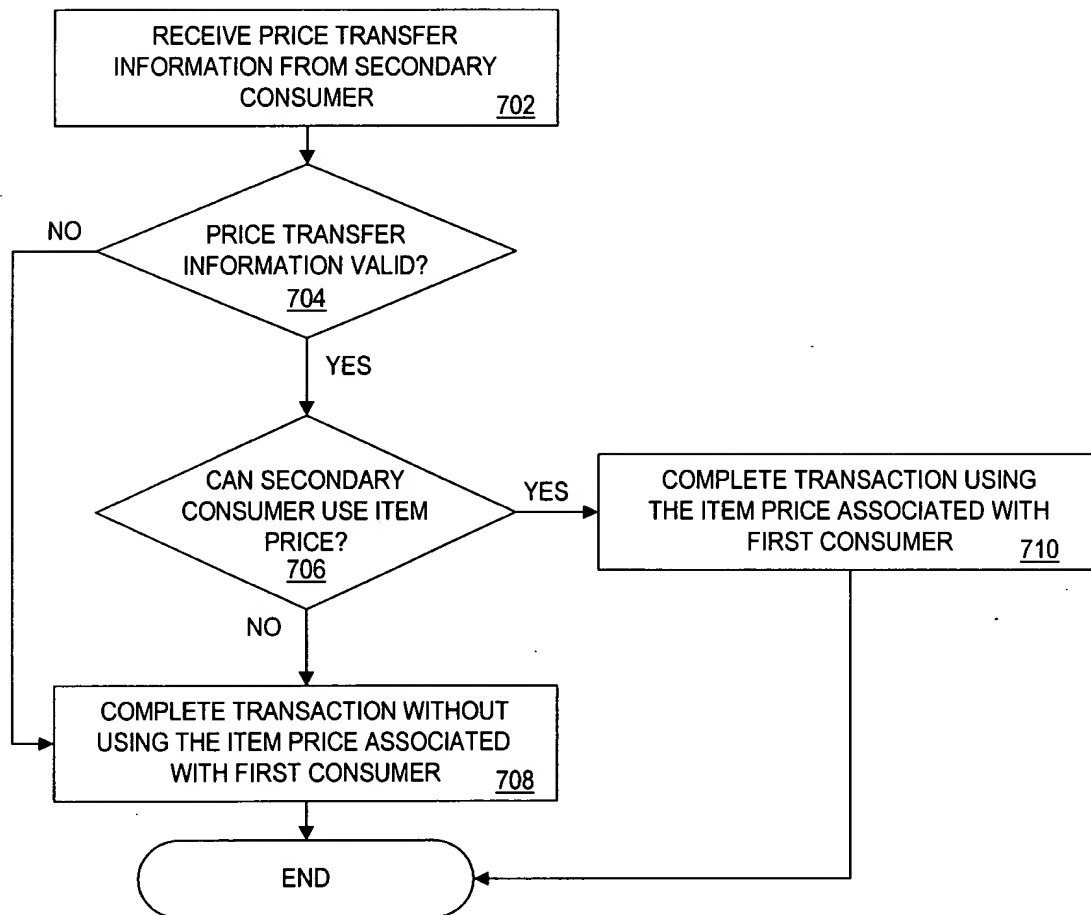 RECEIVE PRICE TRANSFER
INFORMATION FROM SECONDARY
CONSUMER
702
NO
PRICE TRANSFER
INFORMATION VALID?
704
YES
CAN SECONDARY
CONSUMER USE ITEM
PRICE?
706
YES
COMPLETE TRANSACTION USING
THE ITEM PRICE ASSOCIATED WITH
FIRST CONSUMER
710
NO
COMPLETE TRANSACTION WITHOUT
USING THE ITEM PRICE ASSOCIATED
WITH FIRST CONSUMER
708
END